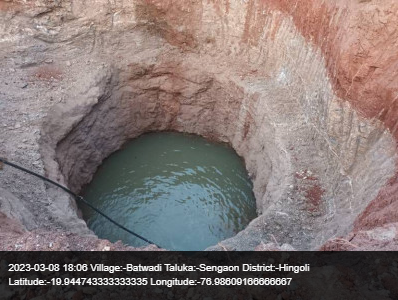 2023-03-08 18:06 Village:-Batwadi Taluka:-Sengaon District:-Hingoli
Latitude:-19.944743333333335 Longitude:-76.98609166666667